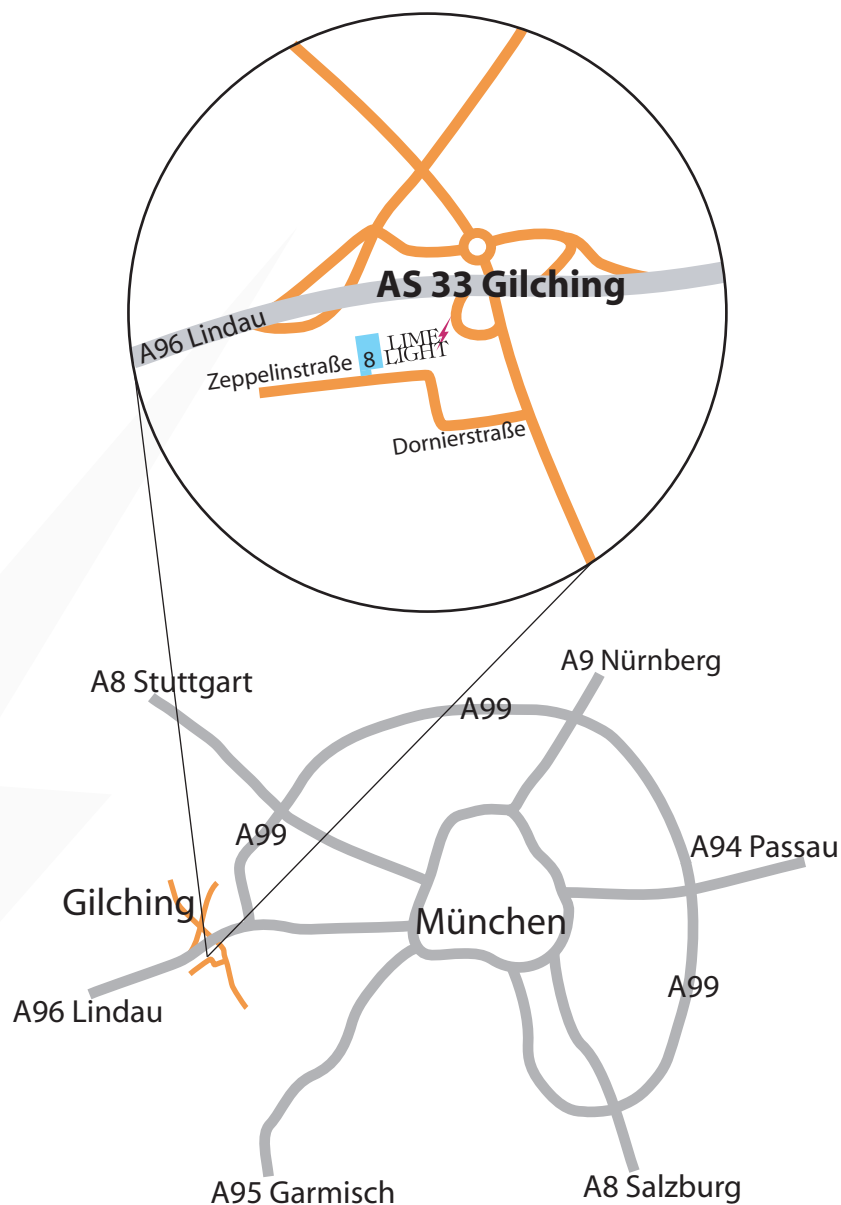 AS 33 Gilching
A96 Lindau
LIME
LIGHT
8
Zeppelinstraße
Dornierstraße
A9 Nürnberg
A8 Stuttgart
A99
A99
A94 Passau
Gilching
München
A99
A96 Lindau
A8 Salzburg
A95 Garmisch